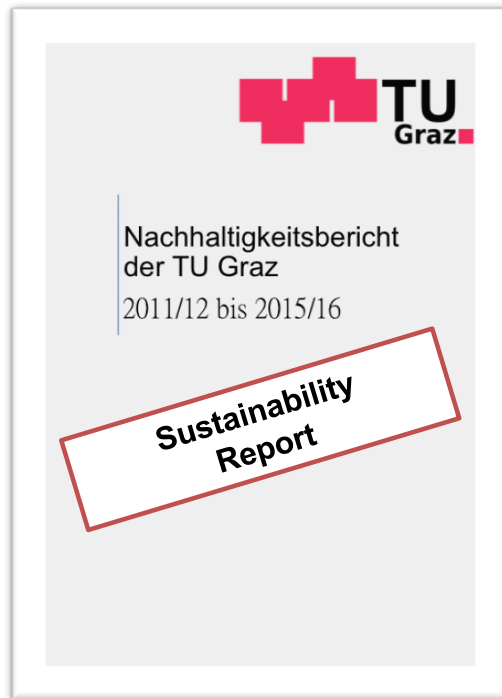 TU
Graz
Nachhaltigkeitsbericht
der TU Graz
2011/12 bis 2015/16
Sustainability
Report